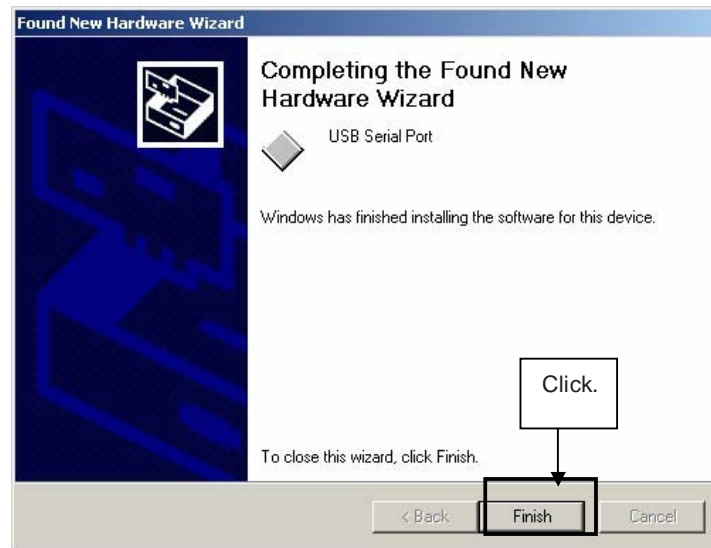 Found New Hardware Wizard
Completing the Found New
Hardware Wizard
USB Serial Port
Windows has finished installing the software for this device.
Click.
To close this wizard, click Finish.
< Back
Finish
Cancel